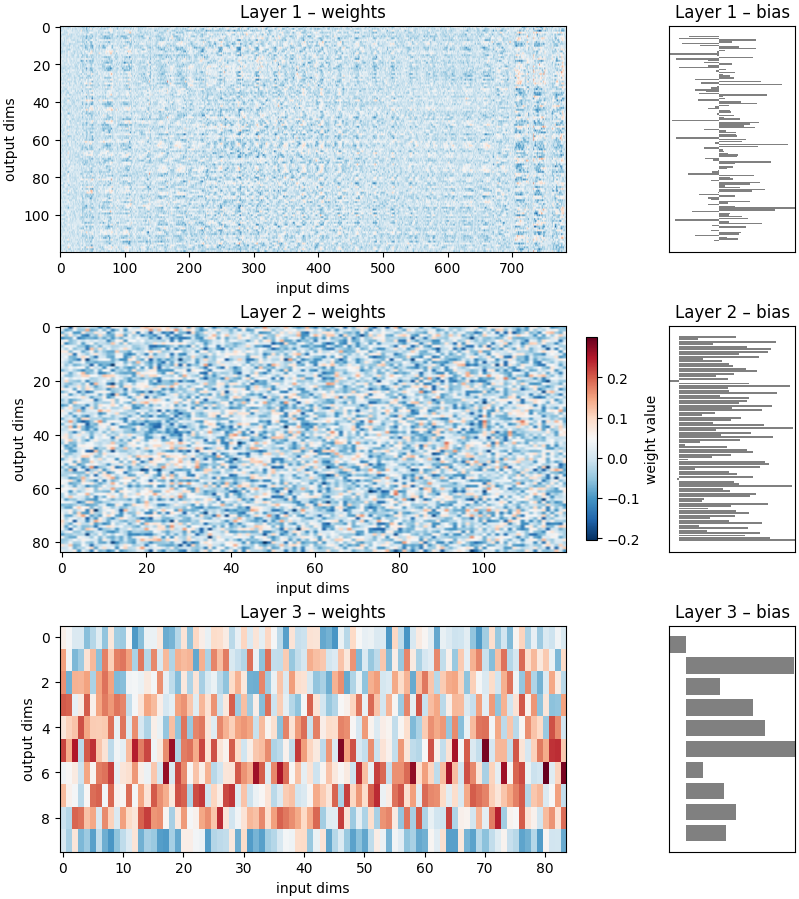 Layer 1 – weights
Layer 1 – bias
0
20
40
60
80
100
output dims
0 100 200 300 400 500 600 700
input dims
Layer 2 – weights
Layer 2 – bias
0
20
40
60
80
output dims
0 20 40 60 80 100
input dims
0.2
0.1
0.0
−0.1
−0.2
weight value
Layer 3 – weights
Layer 3 – bias
0
2
4
6
8
output dims
0 10 20 30 40 50 60 70 80
input dims